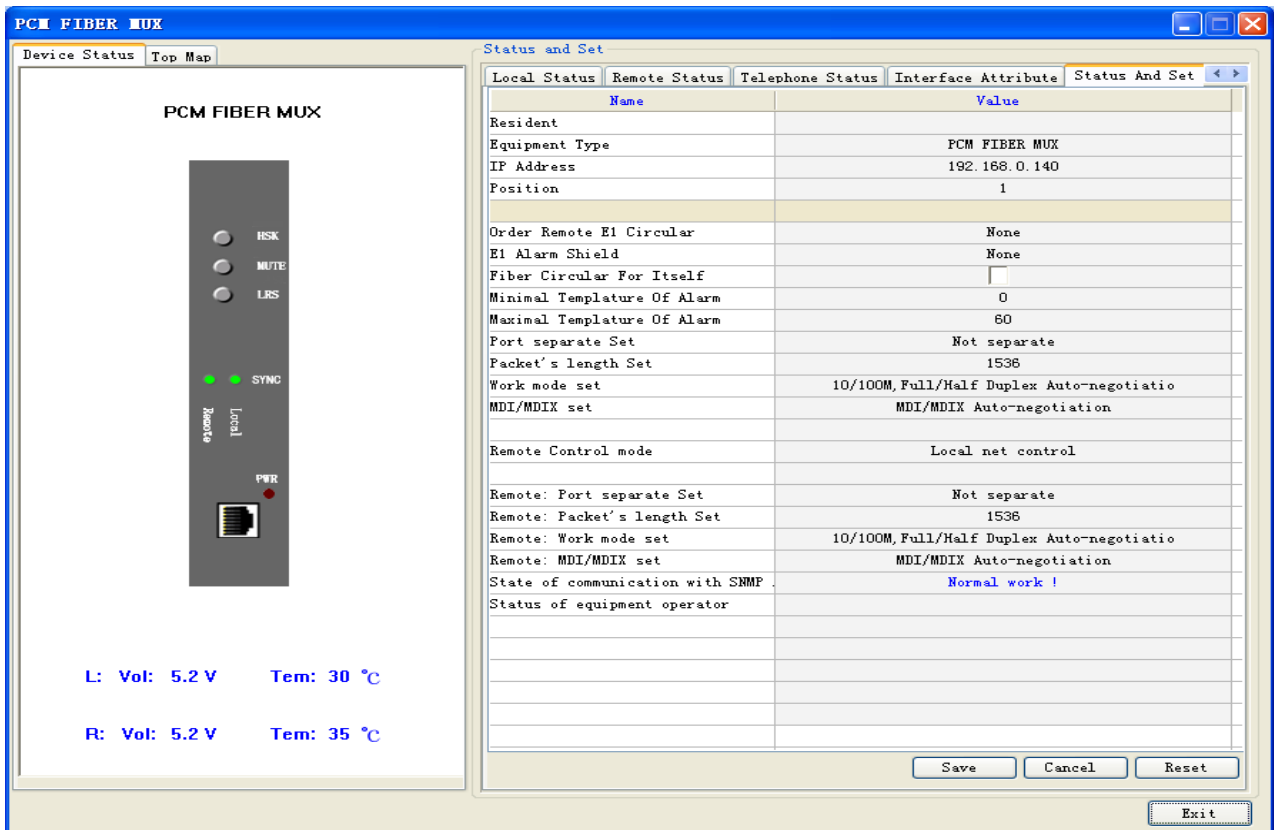 PCM FIBER MUX
Device Status Top Map
PCM FIBER MUX
HSK
MUTE
LRS
SYNC
Remote Local
PWR
L: Vol: 5.2 V Tem: 30 ℃
R: Vol: 5.2 V Tem: 35 ℃
Status and Set
Local Status Remote Status Telephone Status Interface Attribute Status And Set
Name Value
Resident
Equipment Type PCM FIBER MUX
IP Address 192.168.0.140
Position 1
Order Remote E1 Circular None
E1 Alarm Shield None
Fiber Circular For Itself
Minimal Templature Of Alarm 0
Maximal Templature Of Alarm 60
Port separate Set Not separate
Packet's length Set 1536
Work mode set 10/100M,Full/Half Duplex Auto-negotiatio
MDI/MDIX set MDI/MDIX Auto-negotiation
Remote Control mode Local net control
Remote: Port separate Set Not separate
Remote: Packet's length Set 1536
Remote: Work mode set 10/100M,Full/Half Duplex Auto-negotiatio
Remote: MDI/MDIX set MDI/MDIX Auto-negotiation
State of communication with SNMP . Normal work !
Status of equipment operator
Save Cancel Reset
Exit